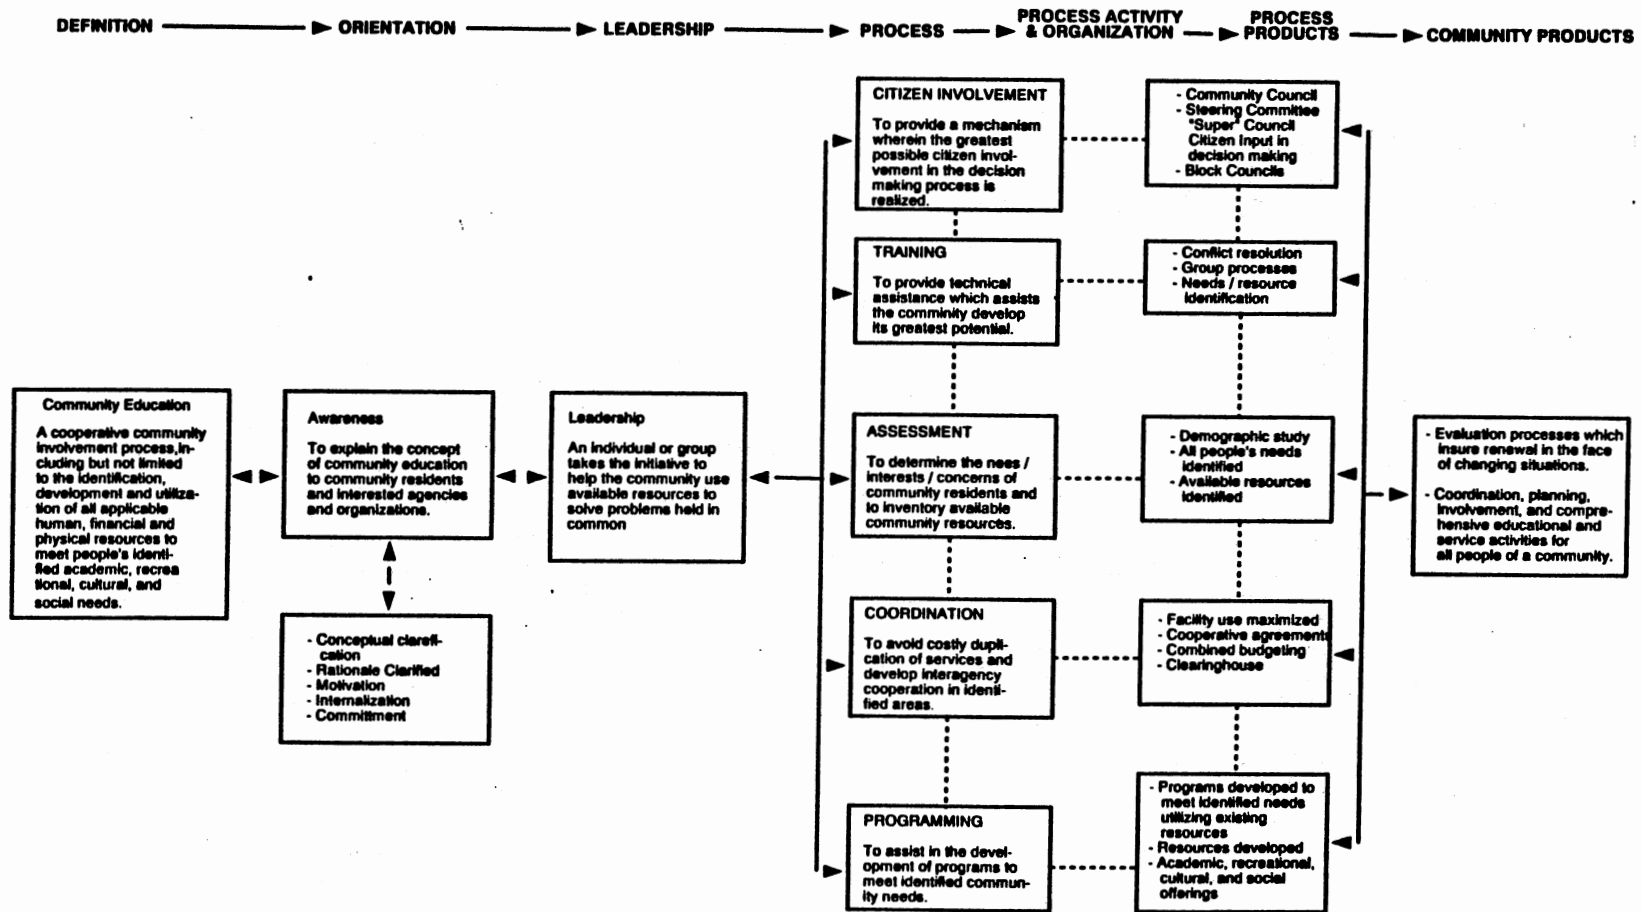 DEFINITION ORIENTATION LEADERSHIP PROCESS PROCESS ACTIVITY & ORGANIZATION PROCESS PRODUCTS COMMUNITY PRODUCTS
Community Education
A cooperative community
involvement process,in-
cluding but not limited
to the identification,
development and utiliza-
tion of all applicable
human, financial and
physical resources to
meet people's identi-
fied academic, recrea
tional, cultural, and
social needs.
Awareness
To explain the concept
of community education
to community residents
and interested agencies
and organizations.
- Conceptual clarefi-
cation
- Rationale Clarified
- Motivation
- Internalization
- Committment
Leadership
An individual or group
takes the initiative to
help the community use
available resources to
solve problems held in
common
CITIZEN INVOLVEMENT
To provide a mechanism
wherein the greatest
possible citizen invol-
vement in the decision
making process is
realized.
- Community Council
- Steering Committee
"Super" Council
Citizen Input in
decision making
- Block Councils
TRAINING
To provide technical
assistance which assists
the comminity develop
its greatest potential.
- Conflict resolution
- Group processes
- Needs / resource
identification
ASSESSMENT
To determine the nees /
interests / concerns of
community residents and
to inventory available
community resources.
- Demographic study
- All people's needs
identified
- Available resources
identified
COORDINATION
To avoid costly dupli-
cation of services and
develop interagency
cooperation in identi-
fied areas.
- Facility use maximized
- Cooperative agreements
- Combined budgeting
- Clearinghouse
PROGRAMMING
To assist in the devel-
opment of programs to
meet identified commun-
ity needs.
- Programs developed to
meet identified needs
utilizing existing
resources
- Resources developed
- Academic, recreational,
cultural, and social
offerings
- Evaluation processes which
insure renewal in the face
of changing situations.
- Coordination, planning,
involvement, and compre-
hensive educational and
service activities for
all people of a community.